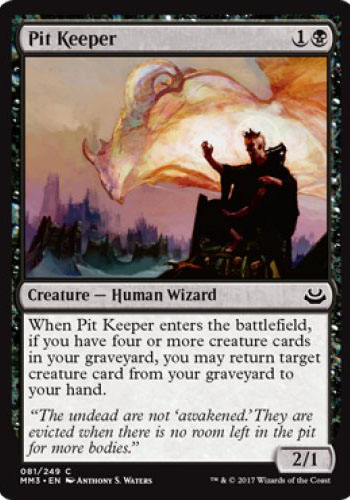 Pit Keeper 1
Creature — Human Wizard
When Pit Keeper enters the battlefield,
if you have four or more creature cards
in your graveyard, you may return target
creature card from your graveyard to
your hand.
"The undead are not 'awakened.' They are
evicted when there is no room left in the pit
for more bodies."
2/1
081/249 C
MM3 • EN Anthony S. Waters ™ & © 2017 Wizards of the Coast